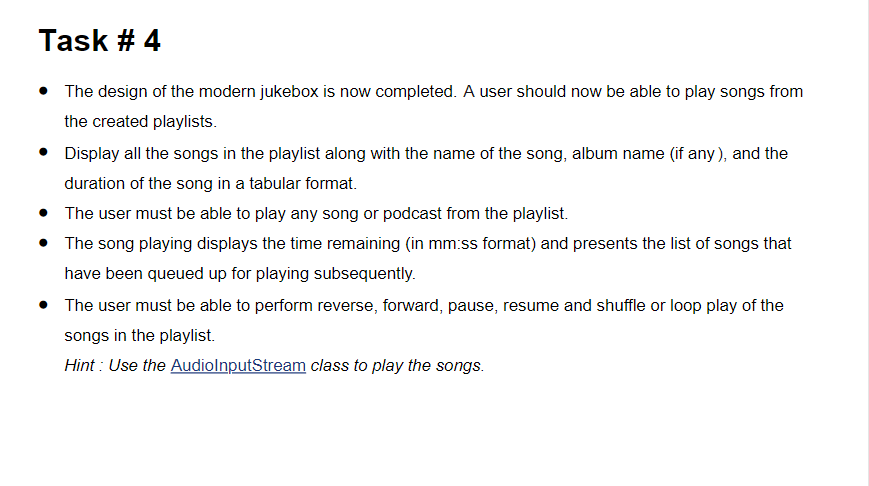 Task # 4
● The design of the modern jukebox is now completed. A user should now be able to play songs from
the created playlists.
● Display all the songs in the playlist along with the name of the song, album name (if any), and the
duration of the song in a tabular format.
● The user must be able to play any song or podcast from the playlist.
● The song playing displays the time remaining (in mm:ss format) and presents the list of songs that
have been queued up for playing subsequently.
● The user must be able to perform reverse, forward, pause, resume and shuffle or loop play of the
songs in the playlist.
Hint : Use the AudioInputStream class to play the songs.